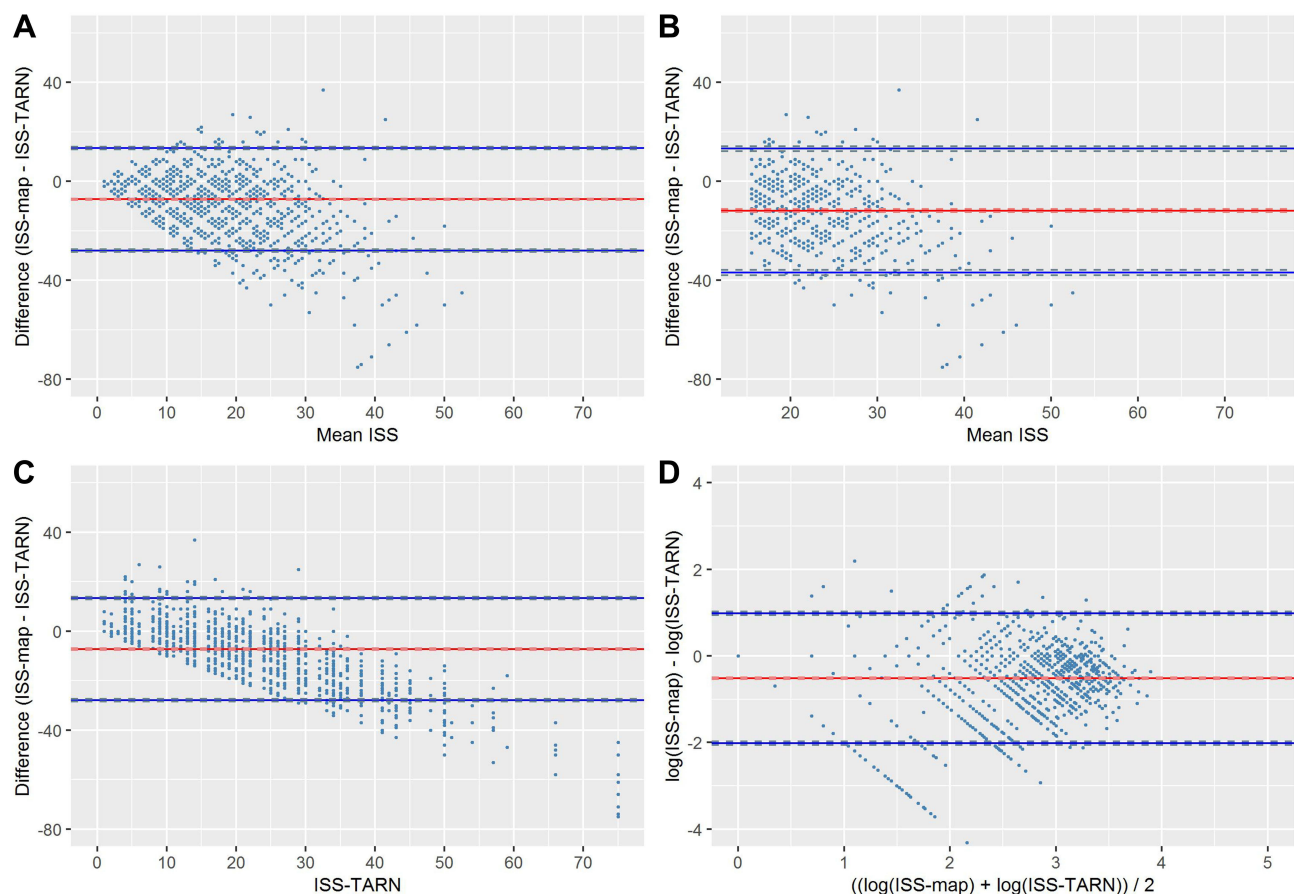 A
Difference (ISS-map - ISS-TARN)
40
0
-40
-80
0 10 20 30 40 50 60 70
Mean ISS
B
Difference (ISS-map - ISS-TARN)
40
0
-40
-80
20 30 40 50 60 70
Mean ISS
C
Difference (ISS-map - ISS-TARN)
40
0
-40
-80
0 10 20 30 40 50 60 70
ISS-TARN
D
log(ISS-map) - log(ISS-TARN)
4
2
0
-2
-4
0 1 2 3 4 5
((log(ISS-map) + log(ISS-TARN)) / 2